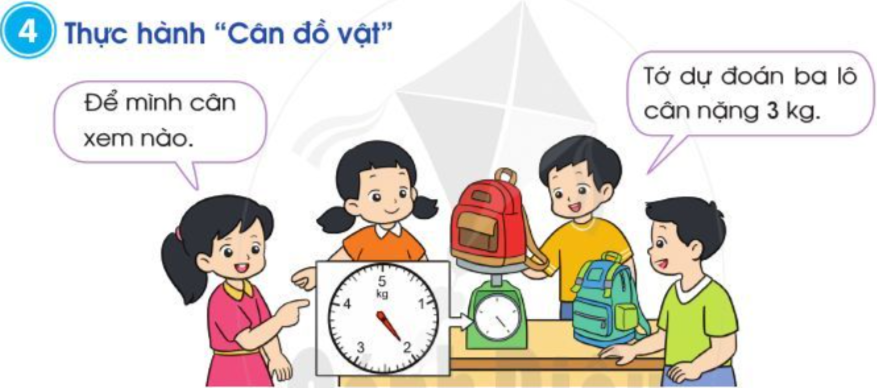 4 Thực hành “Cân đồ vật”
Để mình cân
xem nào.
Tớ dự đoán ba lô
cân nặng 3 kg.
5
kg
4
1
3
2